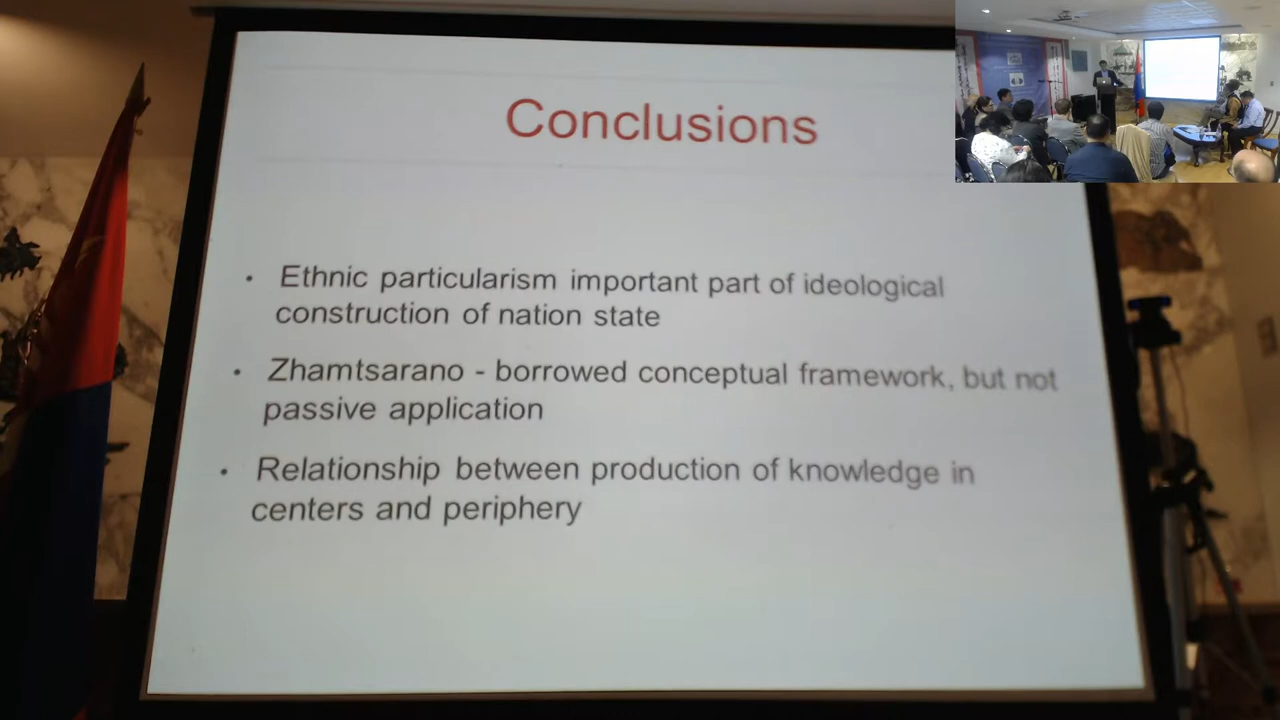 Conclusions
• Ethnic particularism important part of ideological
construction of nation state
• Zhamtsarano - borrowed conceptual framework, but not
passive application
• Relationship between production of knowledge in
centers and periphery